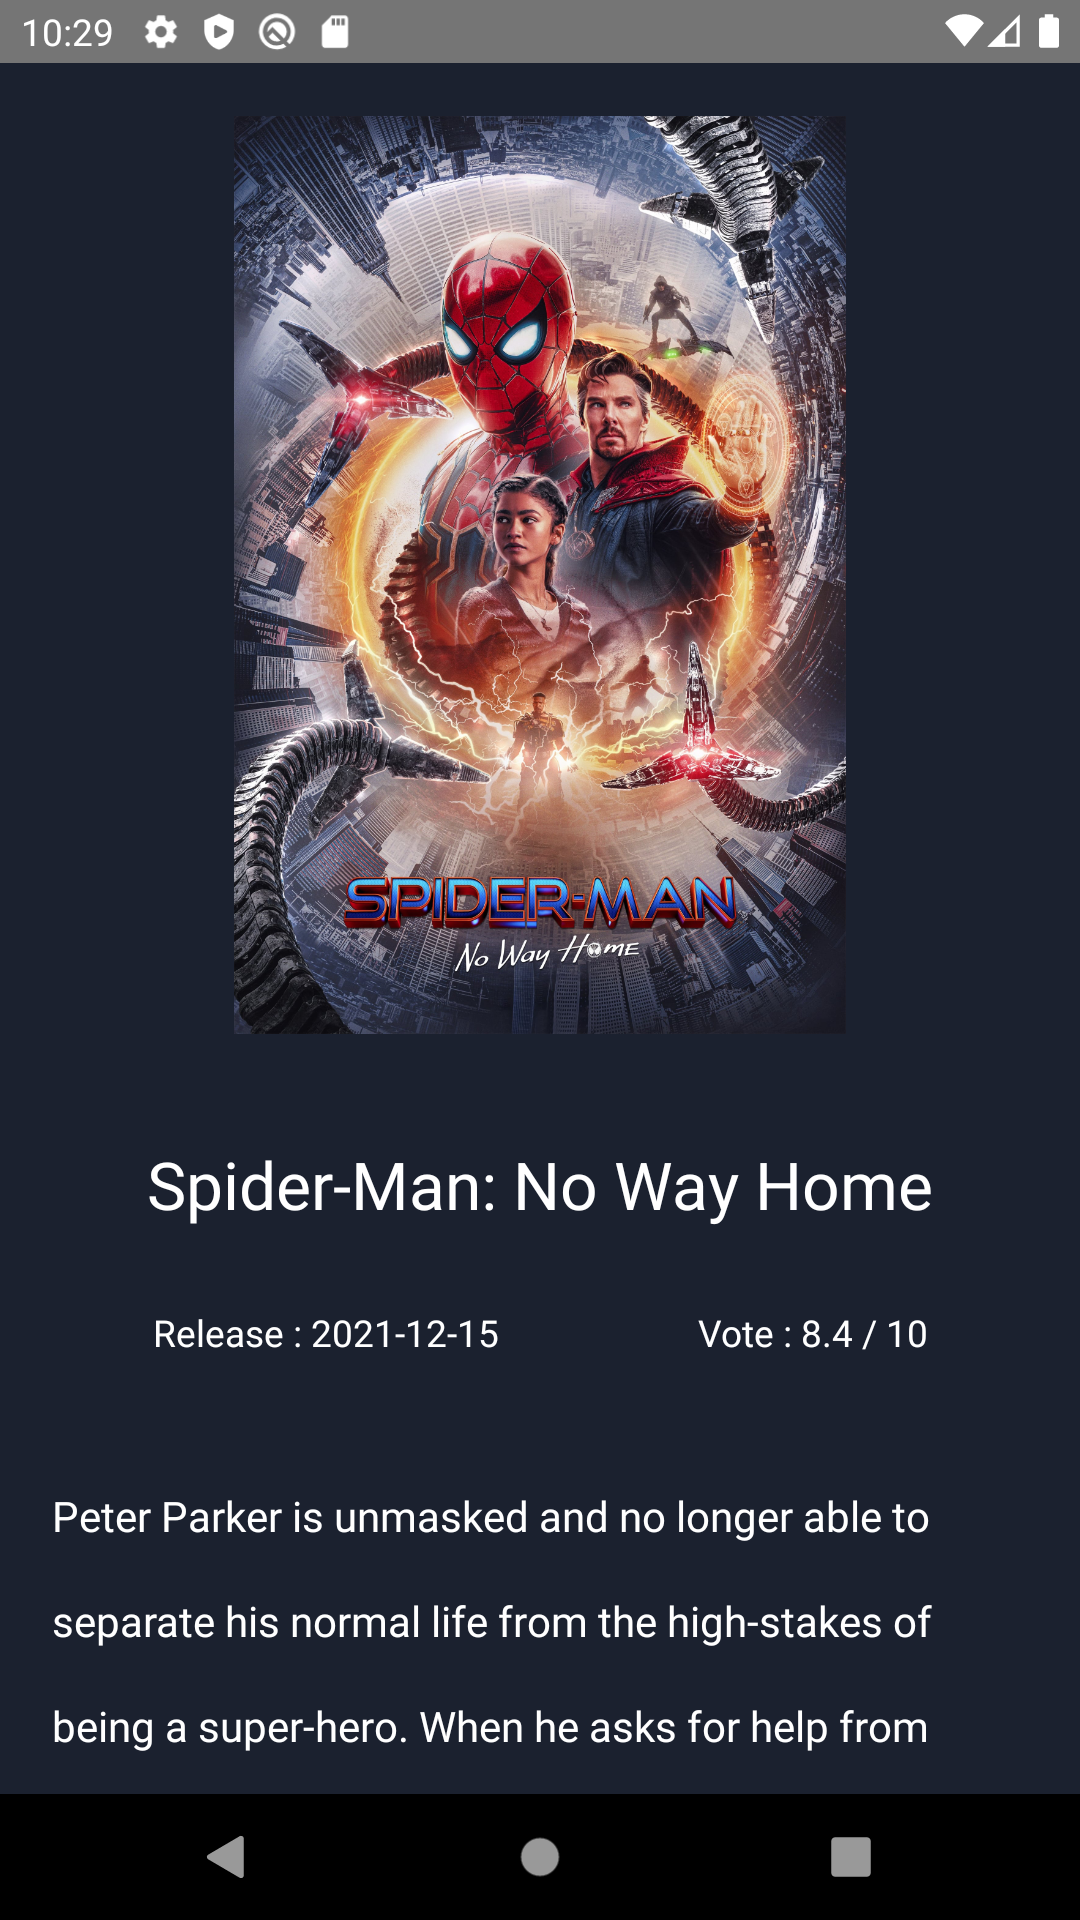 10:29
SPIDER-MAN
No Way Home
Spider-Man: No Way Home
Release : 2021-12-15
Vote : 8.4 / 10
Peter Parker is unmasked and no longer able to
separate his normal life from the high-stakes of
being a super-hero. When he asks for help from